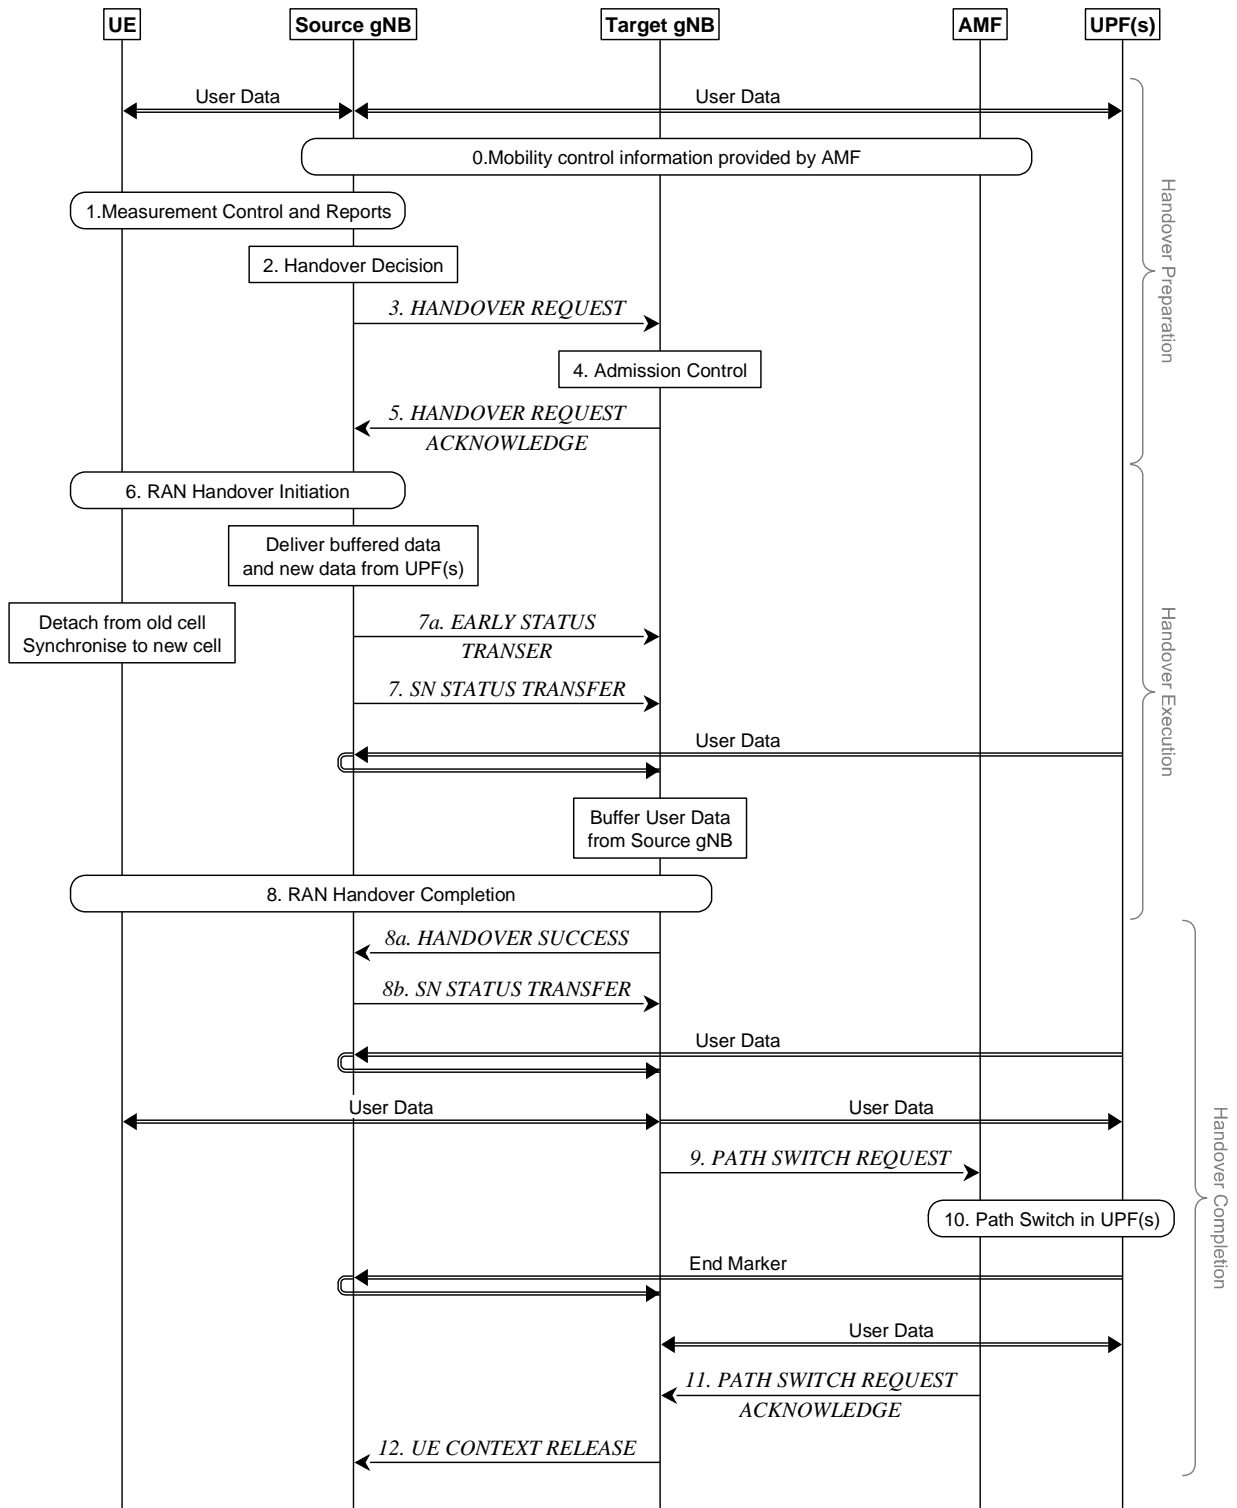 UE Source gNB Target gNB AMF UPF(s)
User Data User Data
0.Mobility control information provided by AMF
1.Measurement Control and Reports
2. Handover Decision
3. HANDOVER REQUEST
4. Admission Control
5. HANDOVER REQUEST
ACKNOWLEDGE
Handover Preparation
6. RAN Handover Initiation
Deliver buffered data
and new data from UPF(s)
Detach from old cell
Synchronise to new cell
7a. EARLY STATUS
TRANSER
7. SN STATUS TRANSFER
User Data
Buffer User Data
from Source gNB
8. RAN Handover Completion
Handover Execution
8a. HANDOVER SUCCESS
8b. SN STATUS TRANSFER
User Data
User Data User Data
9. PATH SWITCH REQUEST
10. Path Switch in UPF(s)
End Marker
User Data
11. PATH SWITCH REQUEST
ACKNOWLEDGE
12. UE CONTEXT RELEASE
Handover Completion